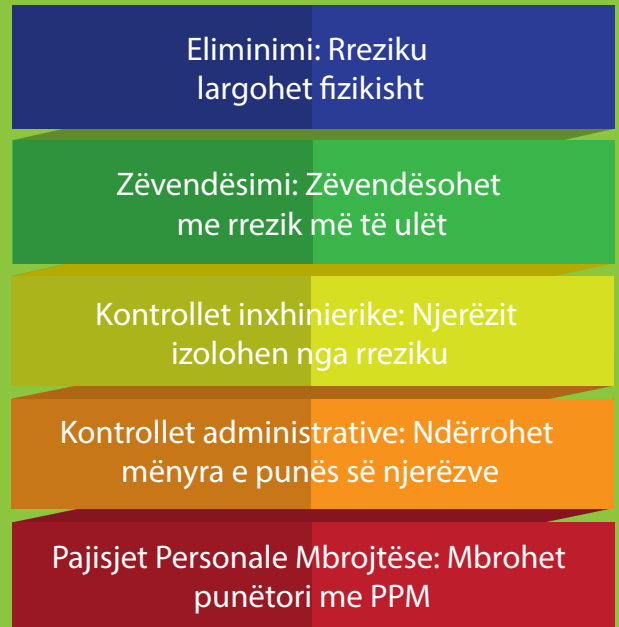 Eliminimi: Rreziku
largohet fizikisht
Zëvendësimi: Zëvendësohet
me rrezik më të ulët
Kontrollet inxhinierike: Njerëzit
izolohen nga rreziku
Kontrollet administrative: Ndërrohet
mënyra e punës së njerëzve
Pajisjet Personale Mbrojtëse: Mbrohet
punëtori me PPM